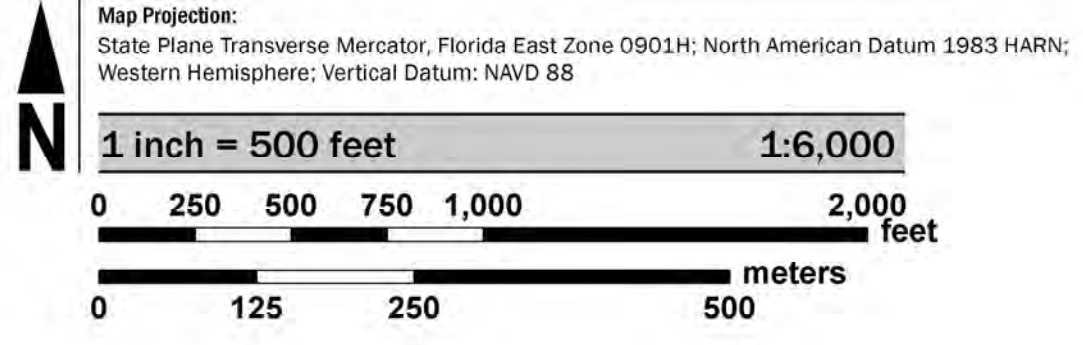 Map Projection:
State Plane Transverse Mercator, Florida East Zone 0901H; North American Datum 1983 HARN;
Western Hemisphere; Vertical Datum: NAVD 88
N
1 inch = 500 feet 1:6,000
0 250 500 750 1,000 2,000
feet
meters
0 125 250 500